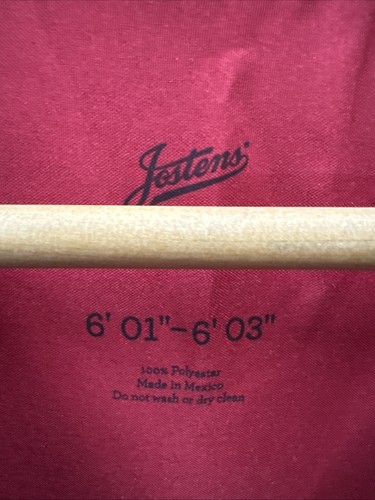 Jostens®
6' 01"–6' 03"
100% Polyester
Made in Mexico
Do not wash or dry clean